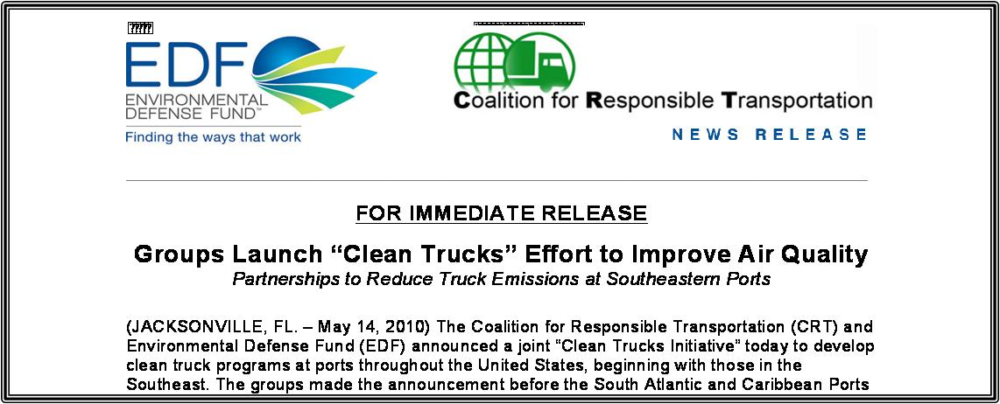 ?????
EDF
ENVIRONMENTAL
DEFENSE FUND™
Finding the ways that work
Coalition for Responsible Transportation
NEWS RELEASE
FOR IMMEDIATE RELEASE
Groups Launch “Clean Trucks” Effort to Improve Air Quality
Partnerships to Reduce Truck Emissions at Southeastern Ports
(JACKSONVILLE, FL. – May 14, 2010) The Coalition for Responsible Transportation (CRT) and
Environmental Defense Fund (EDF) announced a joint “Clean Trucks Initiative” today to develop
clean truck programs at ports throughout the United States, beginning with those in the
Southeast. The groups made the announcement before the South Atlantic and Caribbean Ports